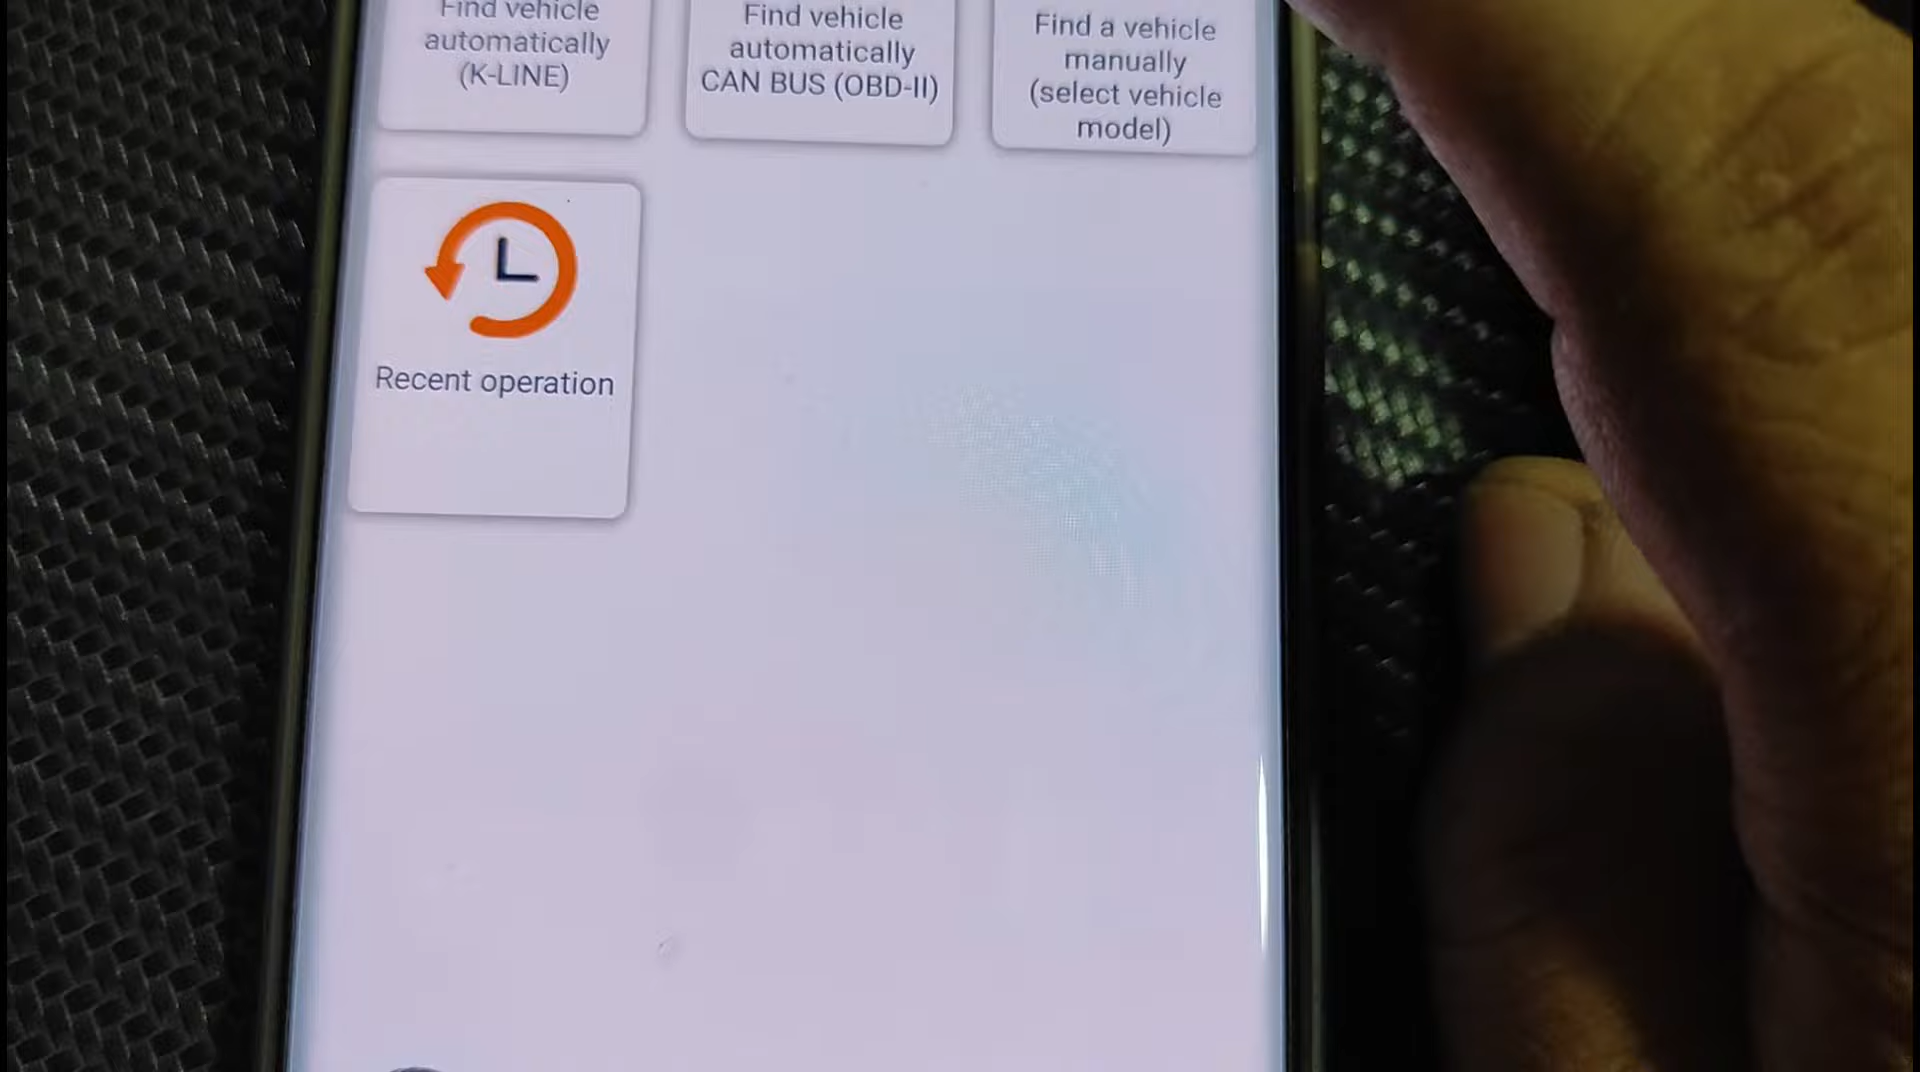 Find vehicle
automatically
(K-LINE)
Find vehicle
automatically
CAN BUS (OBD-II)
Find a vehicle
manually
(select vehicle
model)
Recent operation